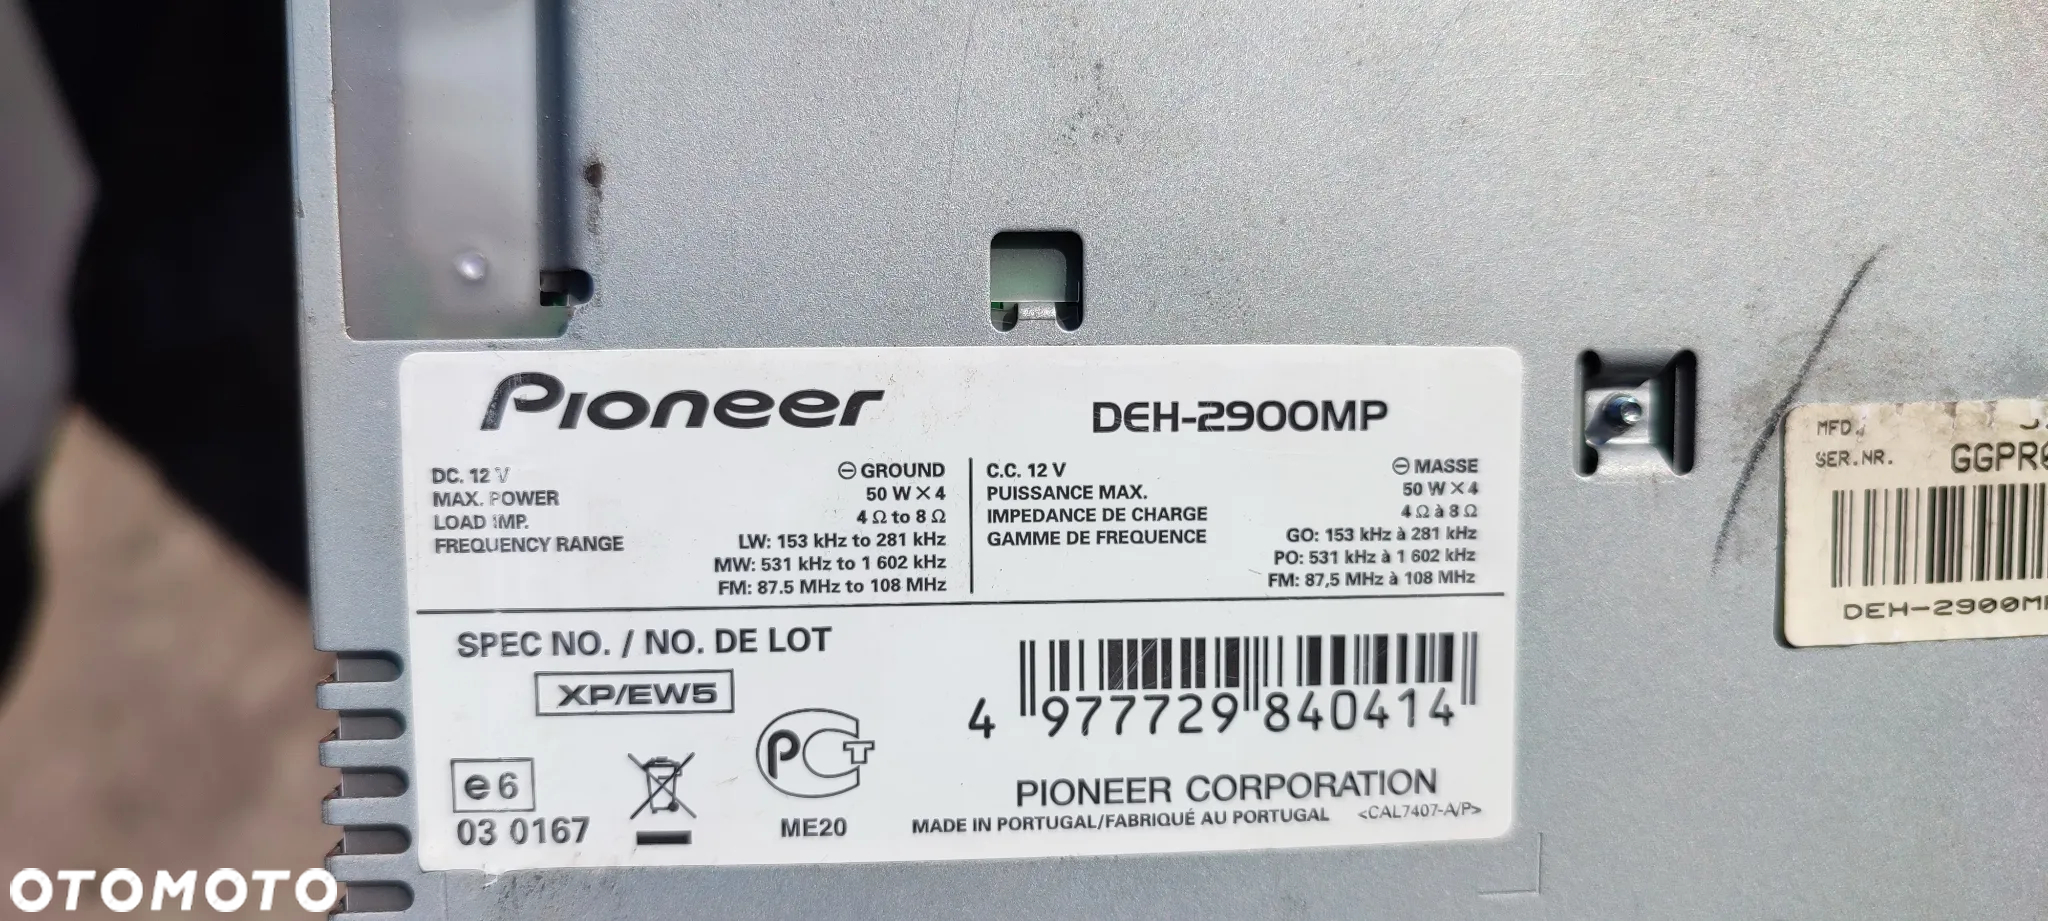 Pioneer
DEH-2900MP
DC. 12 V
⊖ GROUND
MAX. POWER
50 W × 4
LOAD IMP.
4 Ω to 8 Ω
FREQUENCY RANGE
LW: 153 kHz to 281 kHz
MW: 531 kHz to 1 602 kHz
FM: 87.5 MHz to 108 MHz
C.C. 12 V
⊖ MASSE
PUISSANCE MAX.
50 W × 4
IMPEDANCE DE CHARGE
4 Ω à 8 Ω
GAMME DE FREQUENCE
GO: 153 kHz à 281 kHz
PO: 531 kHz à 1 602 kHz
FM: 87,5 MHz à 108 MHz
SPEC NO. / NO. DE LOT
XP/EW5
e6
03 0167
PCT
ME20
4 977729 840414
PIONEER CORPORATION
MADE IN PORTUGAL/FABRIQUÉ AU PORTUGAL <CAL7407-A/P>
MFD.
SER.NR. GGPR
DEH-2900M
OTOMOTO